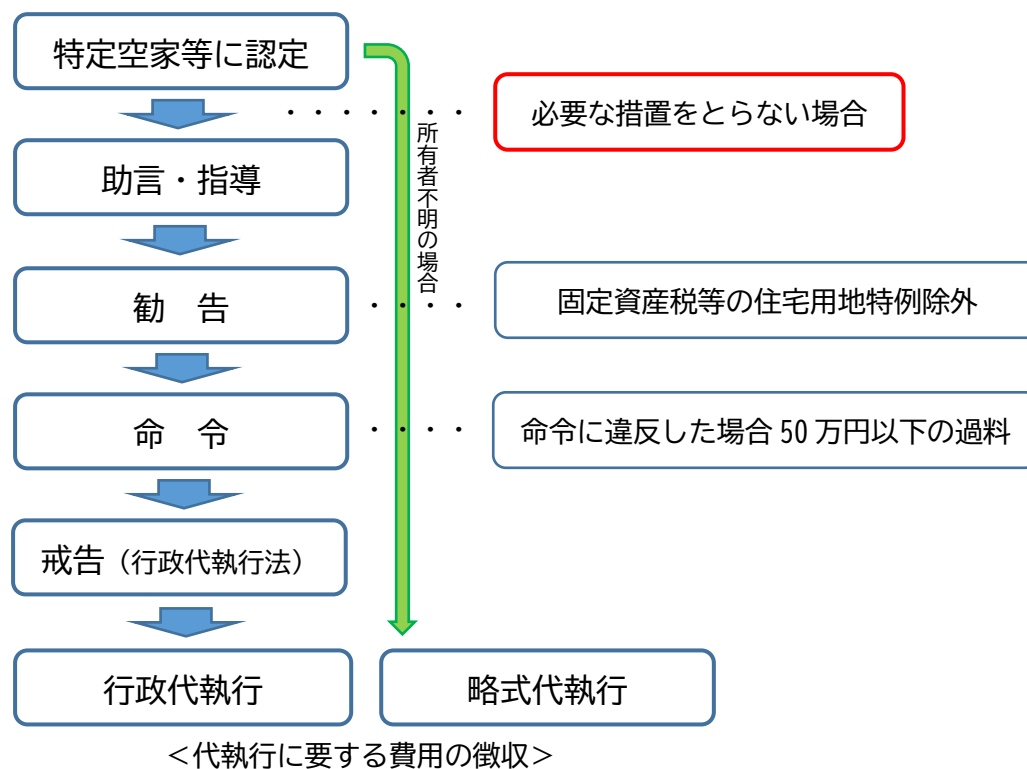 特定空家等に認定
必要な措置をとらない場合
助言・指導
所有者不明の場合
勧　告
固定資産税等の住宅用地特例除外
命　令
命令に違反した場合 50 万円以下の過料
戒告（行政代執行法）
行政代執行
略式代執行
＜代執行に要する費用の徴収＞